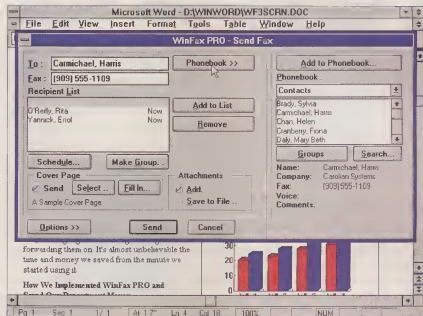 Microsoft Word - D:\WINWORD\WF3SCRN.DOC
File Edit View Insert Format Tools Table Window Help
WinFax PRO - Send Fax
To: Carmichael, Harris
Fax: (909) 555-1109
Recipient List
O'Reilly, Rita Now
Yannick, Enol Now
Schedule... Make Group...
Cover Page
Send Select... Fill In...
A Sample Cover Page
Options >> Send Cancel
Phonebook >>
Add to List
Remove
Attachments
Add.
Save to File...
Add to Phonebook...
Phonebook
Contacts
Brady, Sylvia
Carmichael, Harris
Chan, Helen
Cranberry, Fiona
Daly, Mary Beth
Groups Search...
Name: Carmichael, Harris
Company: Carolian Systems
Fax: (909) 555-1109
Voice:
Comments.
forwarding them on. It's almost unbelievable the
time and money we saved from the minute we
started using it
How We Implemented WinFax PRO and
30
20
10
Pg 1 Sec 1 1/1 At 1.7" Ln 4 Col 18 100% NUM